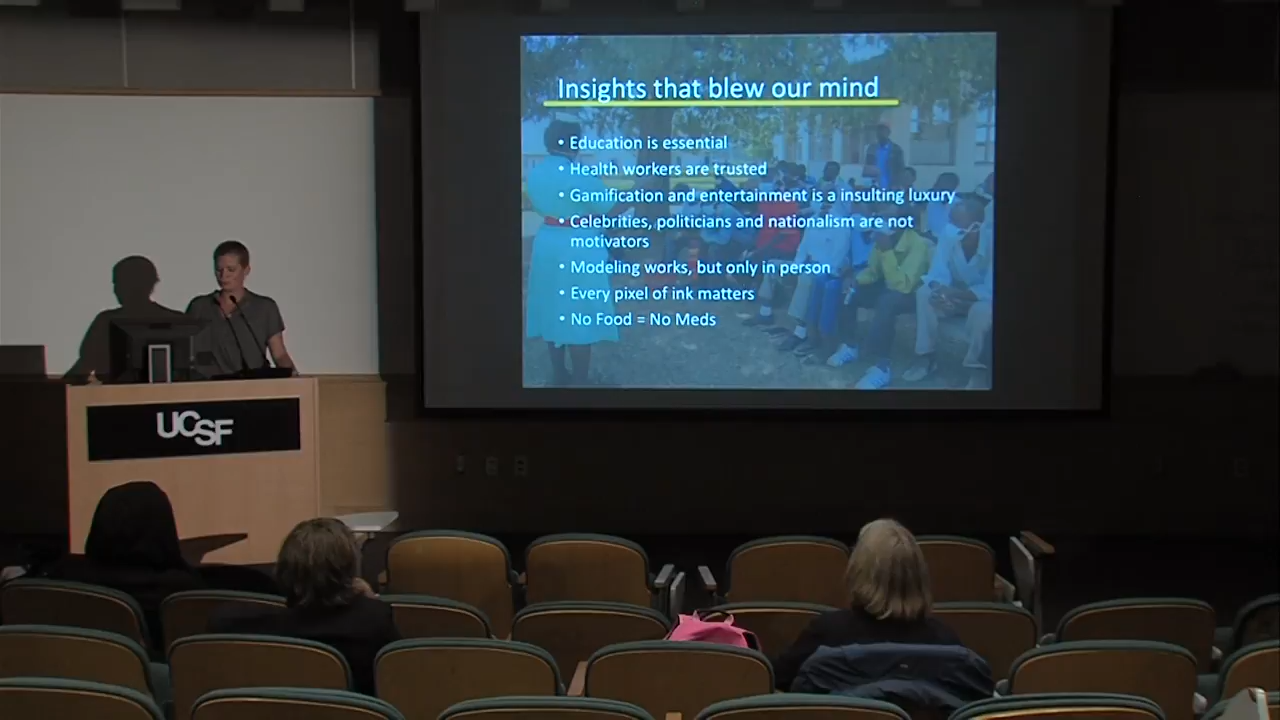 Insights that blew our mind
• Education is essential
• Health workers are trusted
• Gamification and entertainment is a insulting luxury
• Celebrities, politicians and nationalism are not
motivators
• Modeling works, but only in person
• Every pixel of ink matters
• No Food = No Meds
UCSF